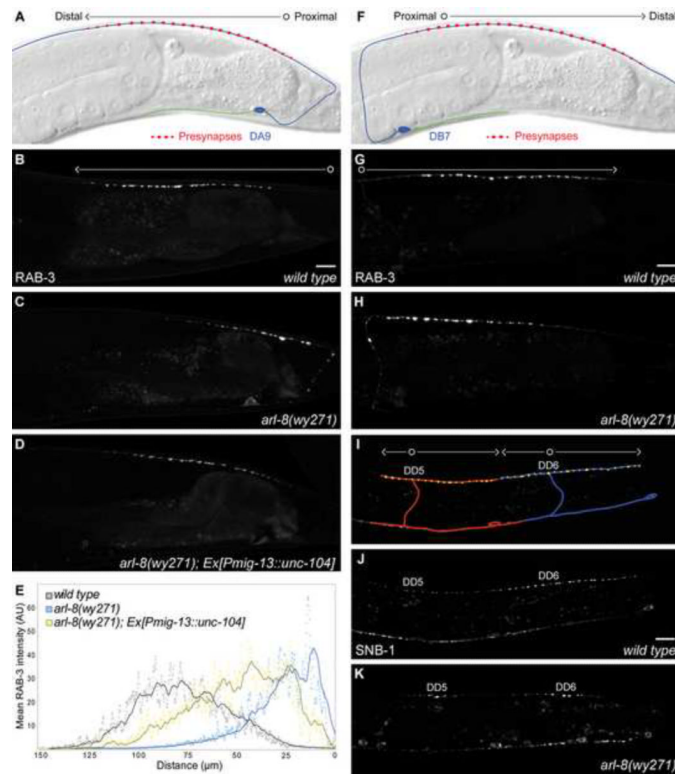 A
Distal
Proximal
Presynapses
DA9
B
RAB-3
wild type
C
arl-8(wy271)
D
arl-8(wy271); Ex[Pmig-13::unc-104]
E
wild type
arl-8(wy271)
arl-8(wy271); Ex[Pmig-13::unc-104]
Mean RAB-3 intensity (AU)
60
50
40
30
20
10
150
125
100
75
50
25
0
Distance (µm)
F
Proximal
Distal
DB7
Presynapses
G
RAB-3
wild type
H
arl-8(wy271)
I
DD5
DD6
J
DD5
DD6
SNB-1
wild type
K
DD5
DD6
arl-8(wy271)